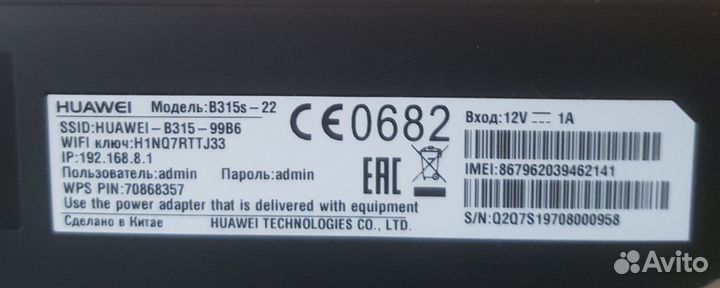 HUAWEI Модель:B315s-22
SSID:HUAWEI-B315-99B6
WIFI ключ:H1NQ7RTTJ33
IP:192.168.8.1
Пользователь:admin Пароль:admin
WPS PIN:70868357
Use the power adapter that is delivered with equipment
Сделано в Китае HUAWEI TECHNOLOGIES CO., LTD.
CE0682
EAC
Вход:12V ⎓ 1A
IMEI:867962039462141
S/N:Q2Q7S19708000958
Avito